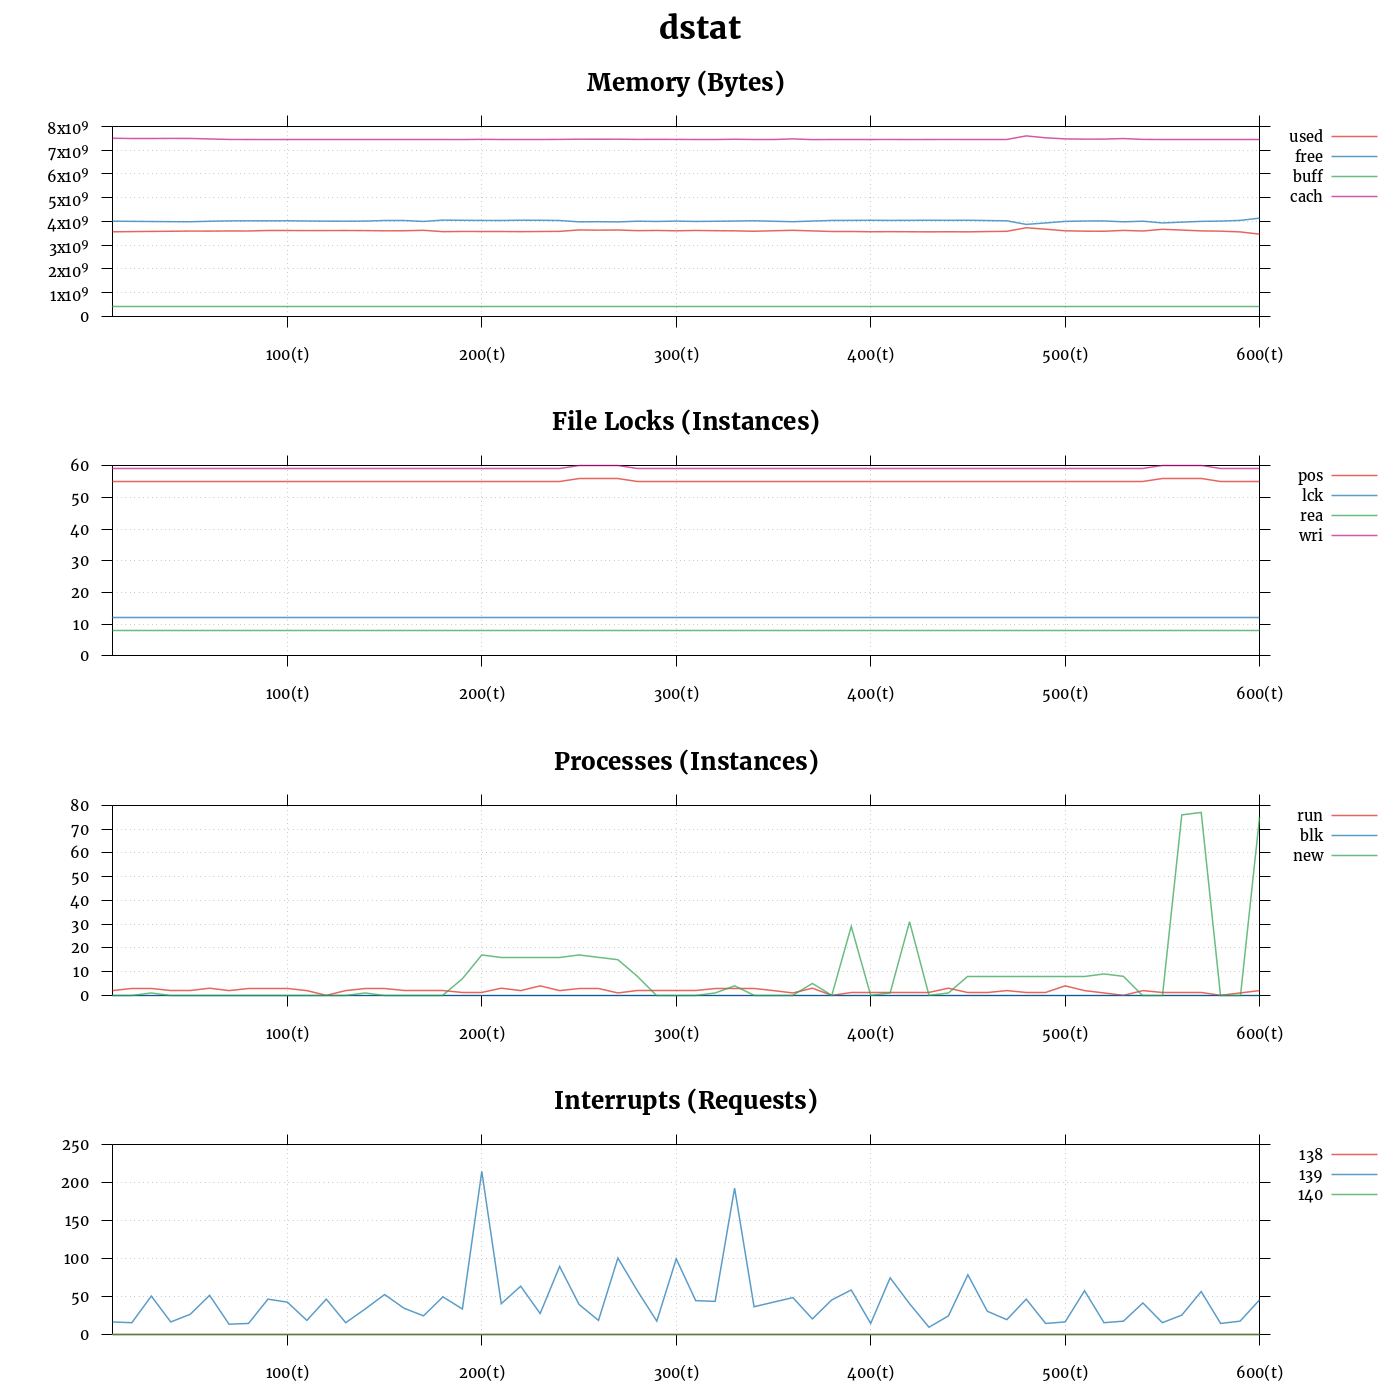 dstat
Memory (Bytes)
8x10⁹
7x10⁹
6x10⁹
5x10⁹
4x10⁹
3x10⁹
2x10⁹
1x10⁹
0
100(t) 200(t) 300(t) 400(t) 500(t) 600(t)
used
free
buff
cach
File Locks (Instances)
60
50
40
30
20
10
0
100(t) 200(t) 300(t) 400(t) 500(t) 600(t)
pos
lck
rea
wri
Processes (Instances)
80
70
60
50
40
30
20
10
0
100(t) 200(t) 300(t) 400(t) 500(t) 600(t)
run
blk
new
Interrupts (Requests)
250
200
150
100
50
0
100(t) 200(t) 300(t) 400(t) 500(t) 600(t)
138
139
140